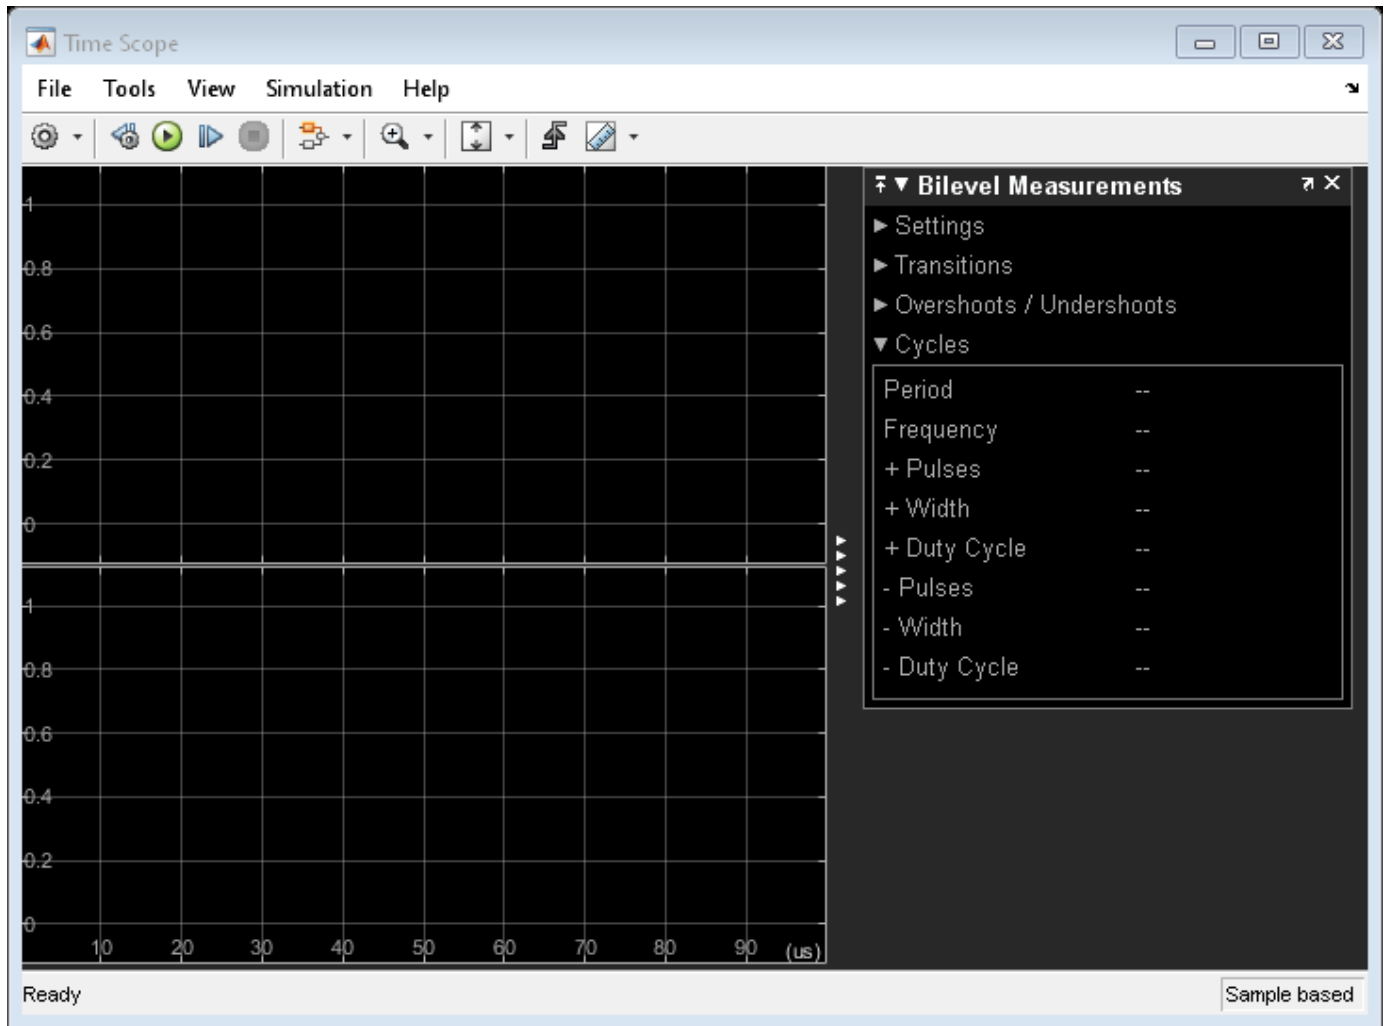 Time Scope
File Tools View Simulation Help
1
0.8
0.6
0.4
0.2
0
1
0.8
0.6
0.4
0.2
0
10 20 30 40 50 60 70 80 90 (us)
Bilevel Measurements
Settings
Transitions
Overshoots / Undershoots
Cycles
Period --
Frequency --
+ Pulses --
+ Width --
+ Duty Cycle --
- Pulses --
- Width --
- Duty Cycle --
Ready Sample based